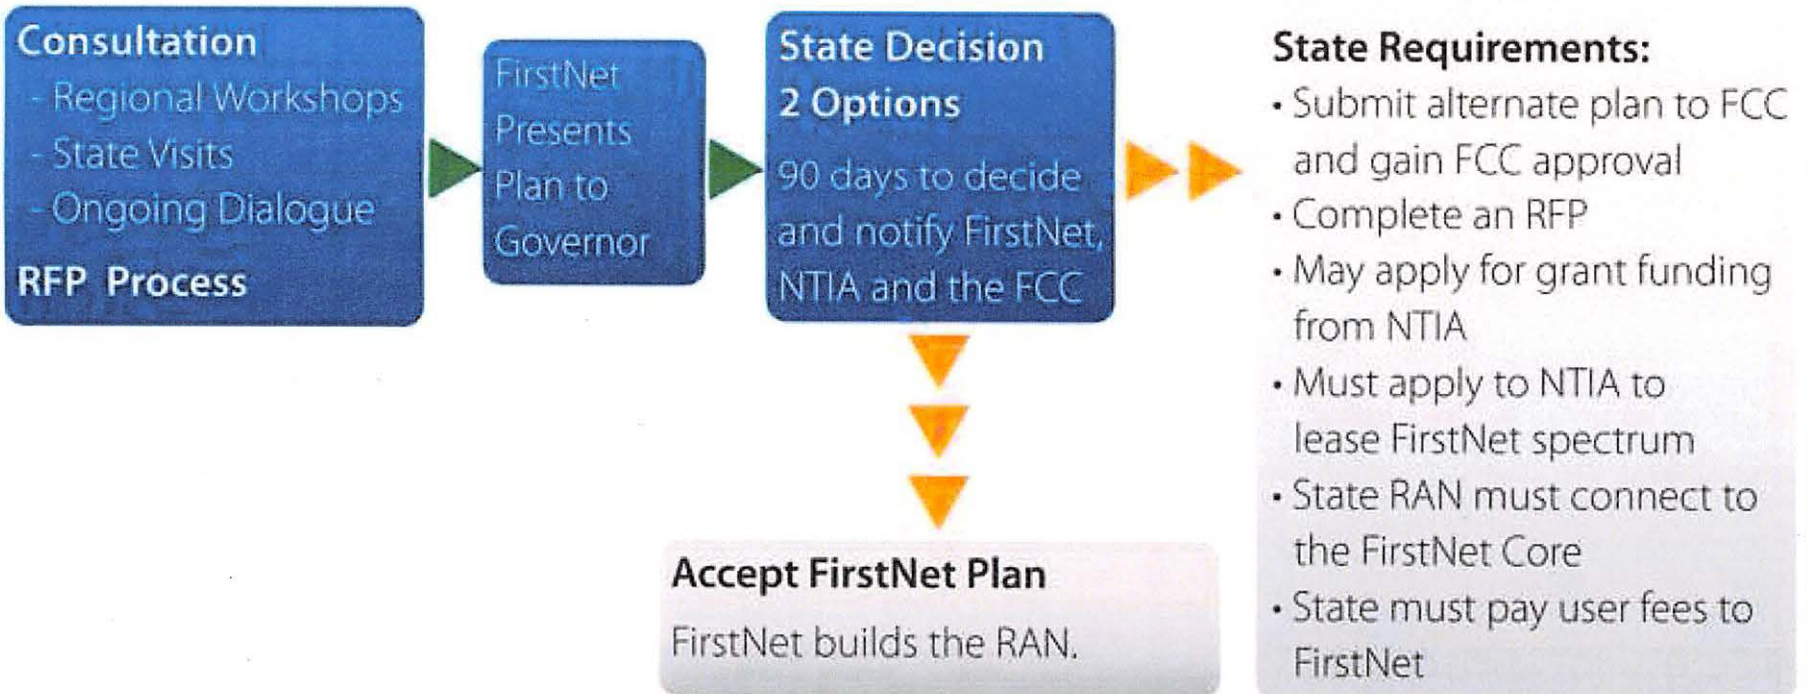 Consultation
- Regional Workshops
- State Visits
- Ongoing Dialogue
RFP Process
FirstNet
Presents
Plan to
Governor
State Decision
2 Options
90 days to decide
and notify FirstNet,
NTIA and the FCC
Accept FirstNet Plan
FirstNet builds the RAN.
State Requirements:
• Submit alternate plan to FCC
and gain FCC approval
• Complete an RFP
• May apply for grant funding
from NTIA
• Must apply to NTIA to
lease FirstNet spectrum
• State RAN must connect to
the FirstNet Core
• State must pay user fees to
FirstNet